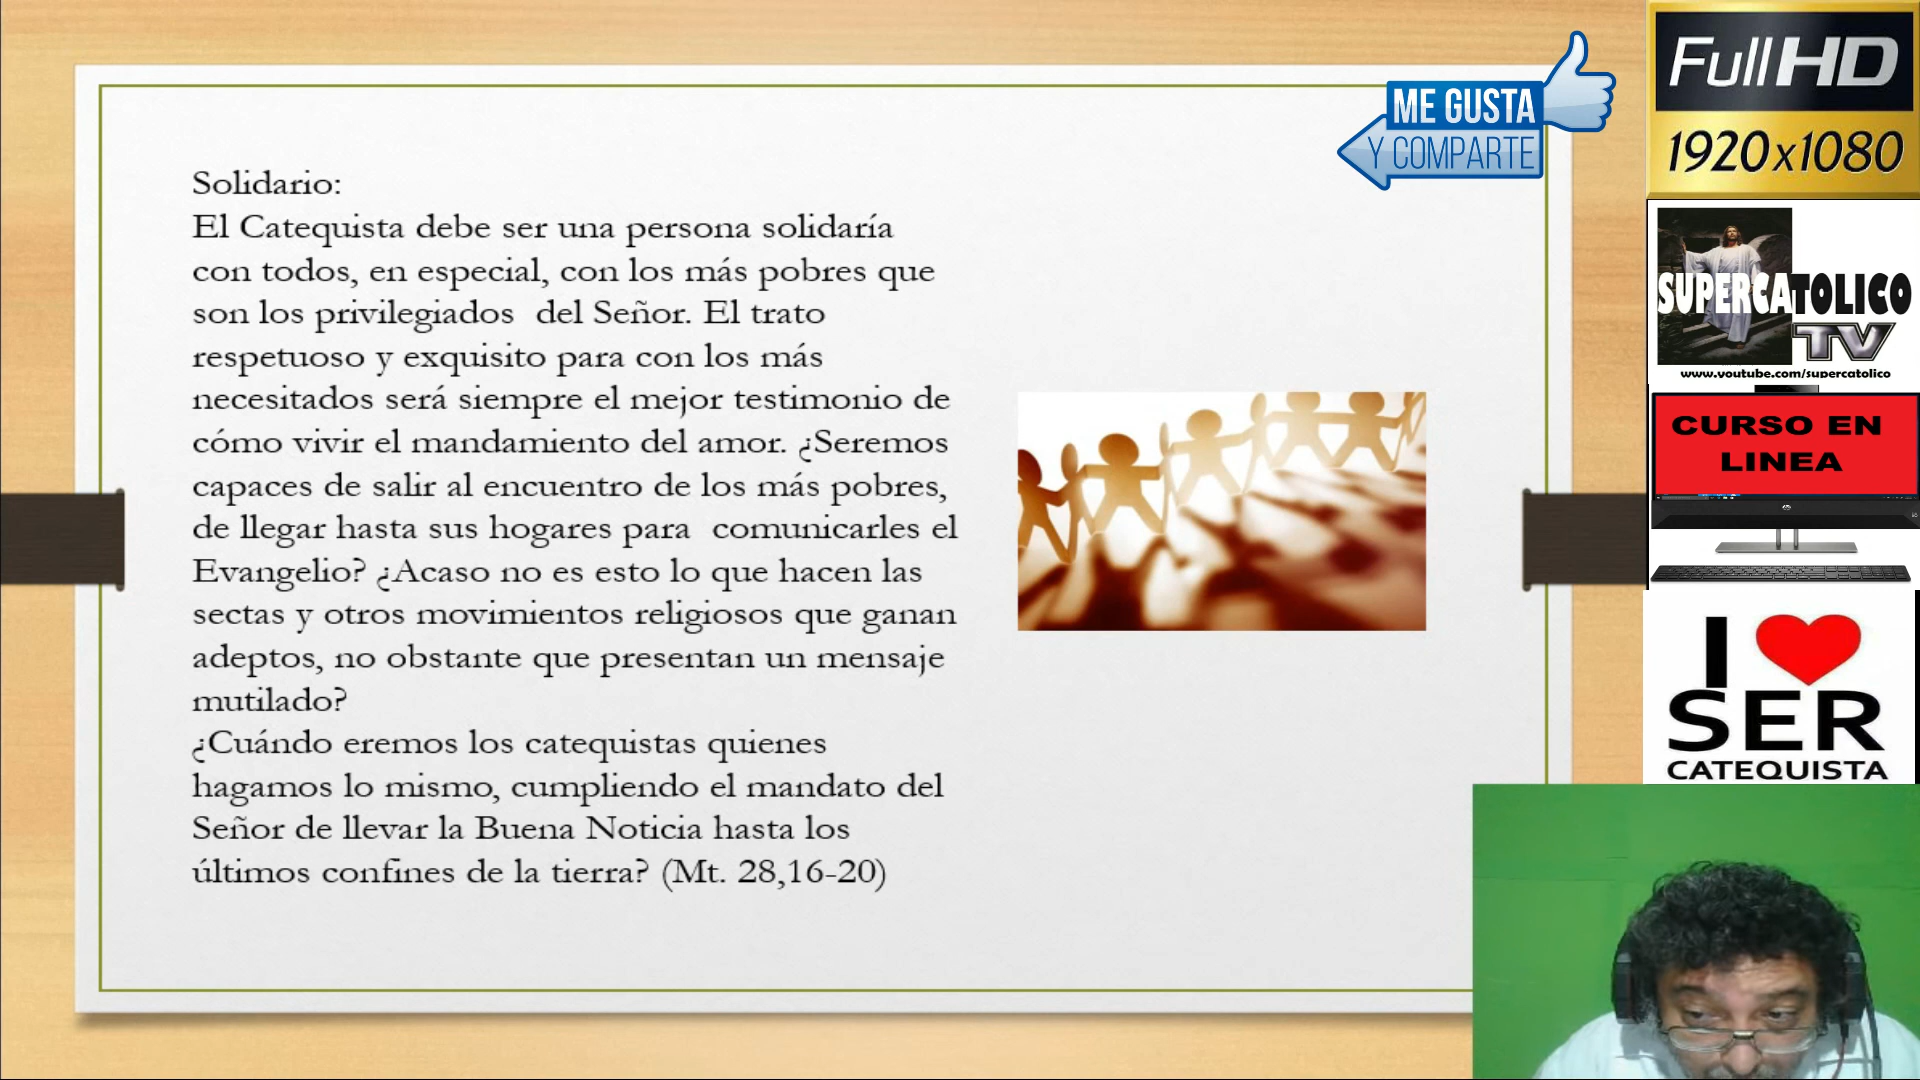 Solidario:
El Catequista debe ser una persona solidaría
con todos, en especial, con los más pobres que
son los privilegiados  del Señor. El trato
respetuoso y exquisito para con los más
necesitados será siempre el mejor testimonio de
cómo vivir el mandamiento del amor. ¿Seremos
capaces de salir al encuentro de los más pobres,
de llegar hasta sus hogares para  comunicarles el
Evangelio? ¿Acaso no es esto lo que hacen las
sectas y otros movimientos religiosos que ganan
adeptos, no obstante que presentan un mensaje
mutilado?
¿Cuándo eremos los catequistas quienes
hagamos lo mismo, cumpliendo el mandato del
Señor de llevar la Buena Noticia hasta los
últimos confines de la tierra? (Mt. 28,16-20)
ME GUSTA
Y COMPARTE
Full HD
1920x1080
SUPERCATOLICO
TV
www.youtube.com/supercatolico
CURSO EN
LINEA
hp
I
SER
CATEQUISTA